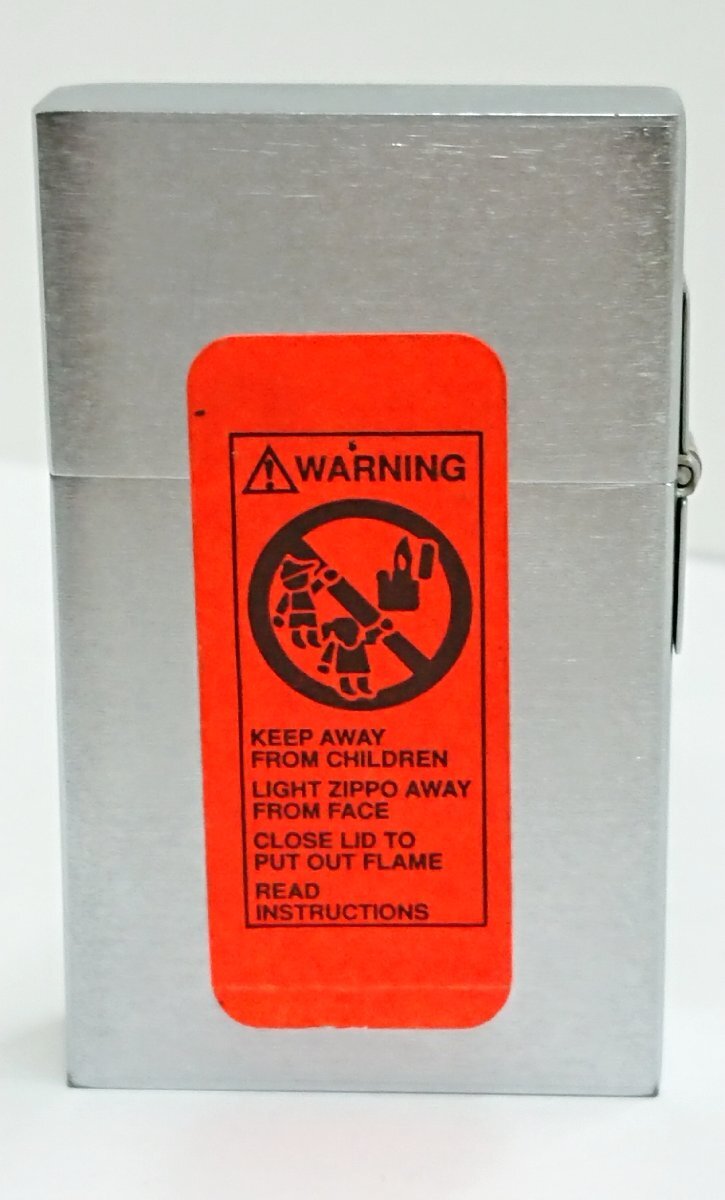 WARNING
KEEP AWAY
FROM CHILDREN
LIGHT ZIPPO AWAY
FROM FACE
CLOSE LID TO
PUT OUT FLAME
READ
INSTRUCTIONS